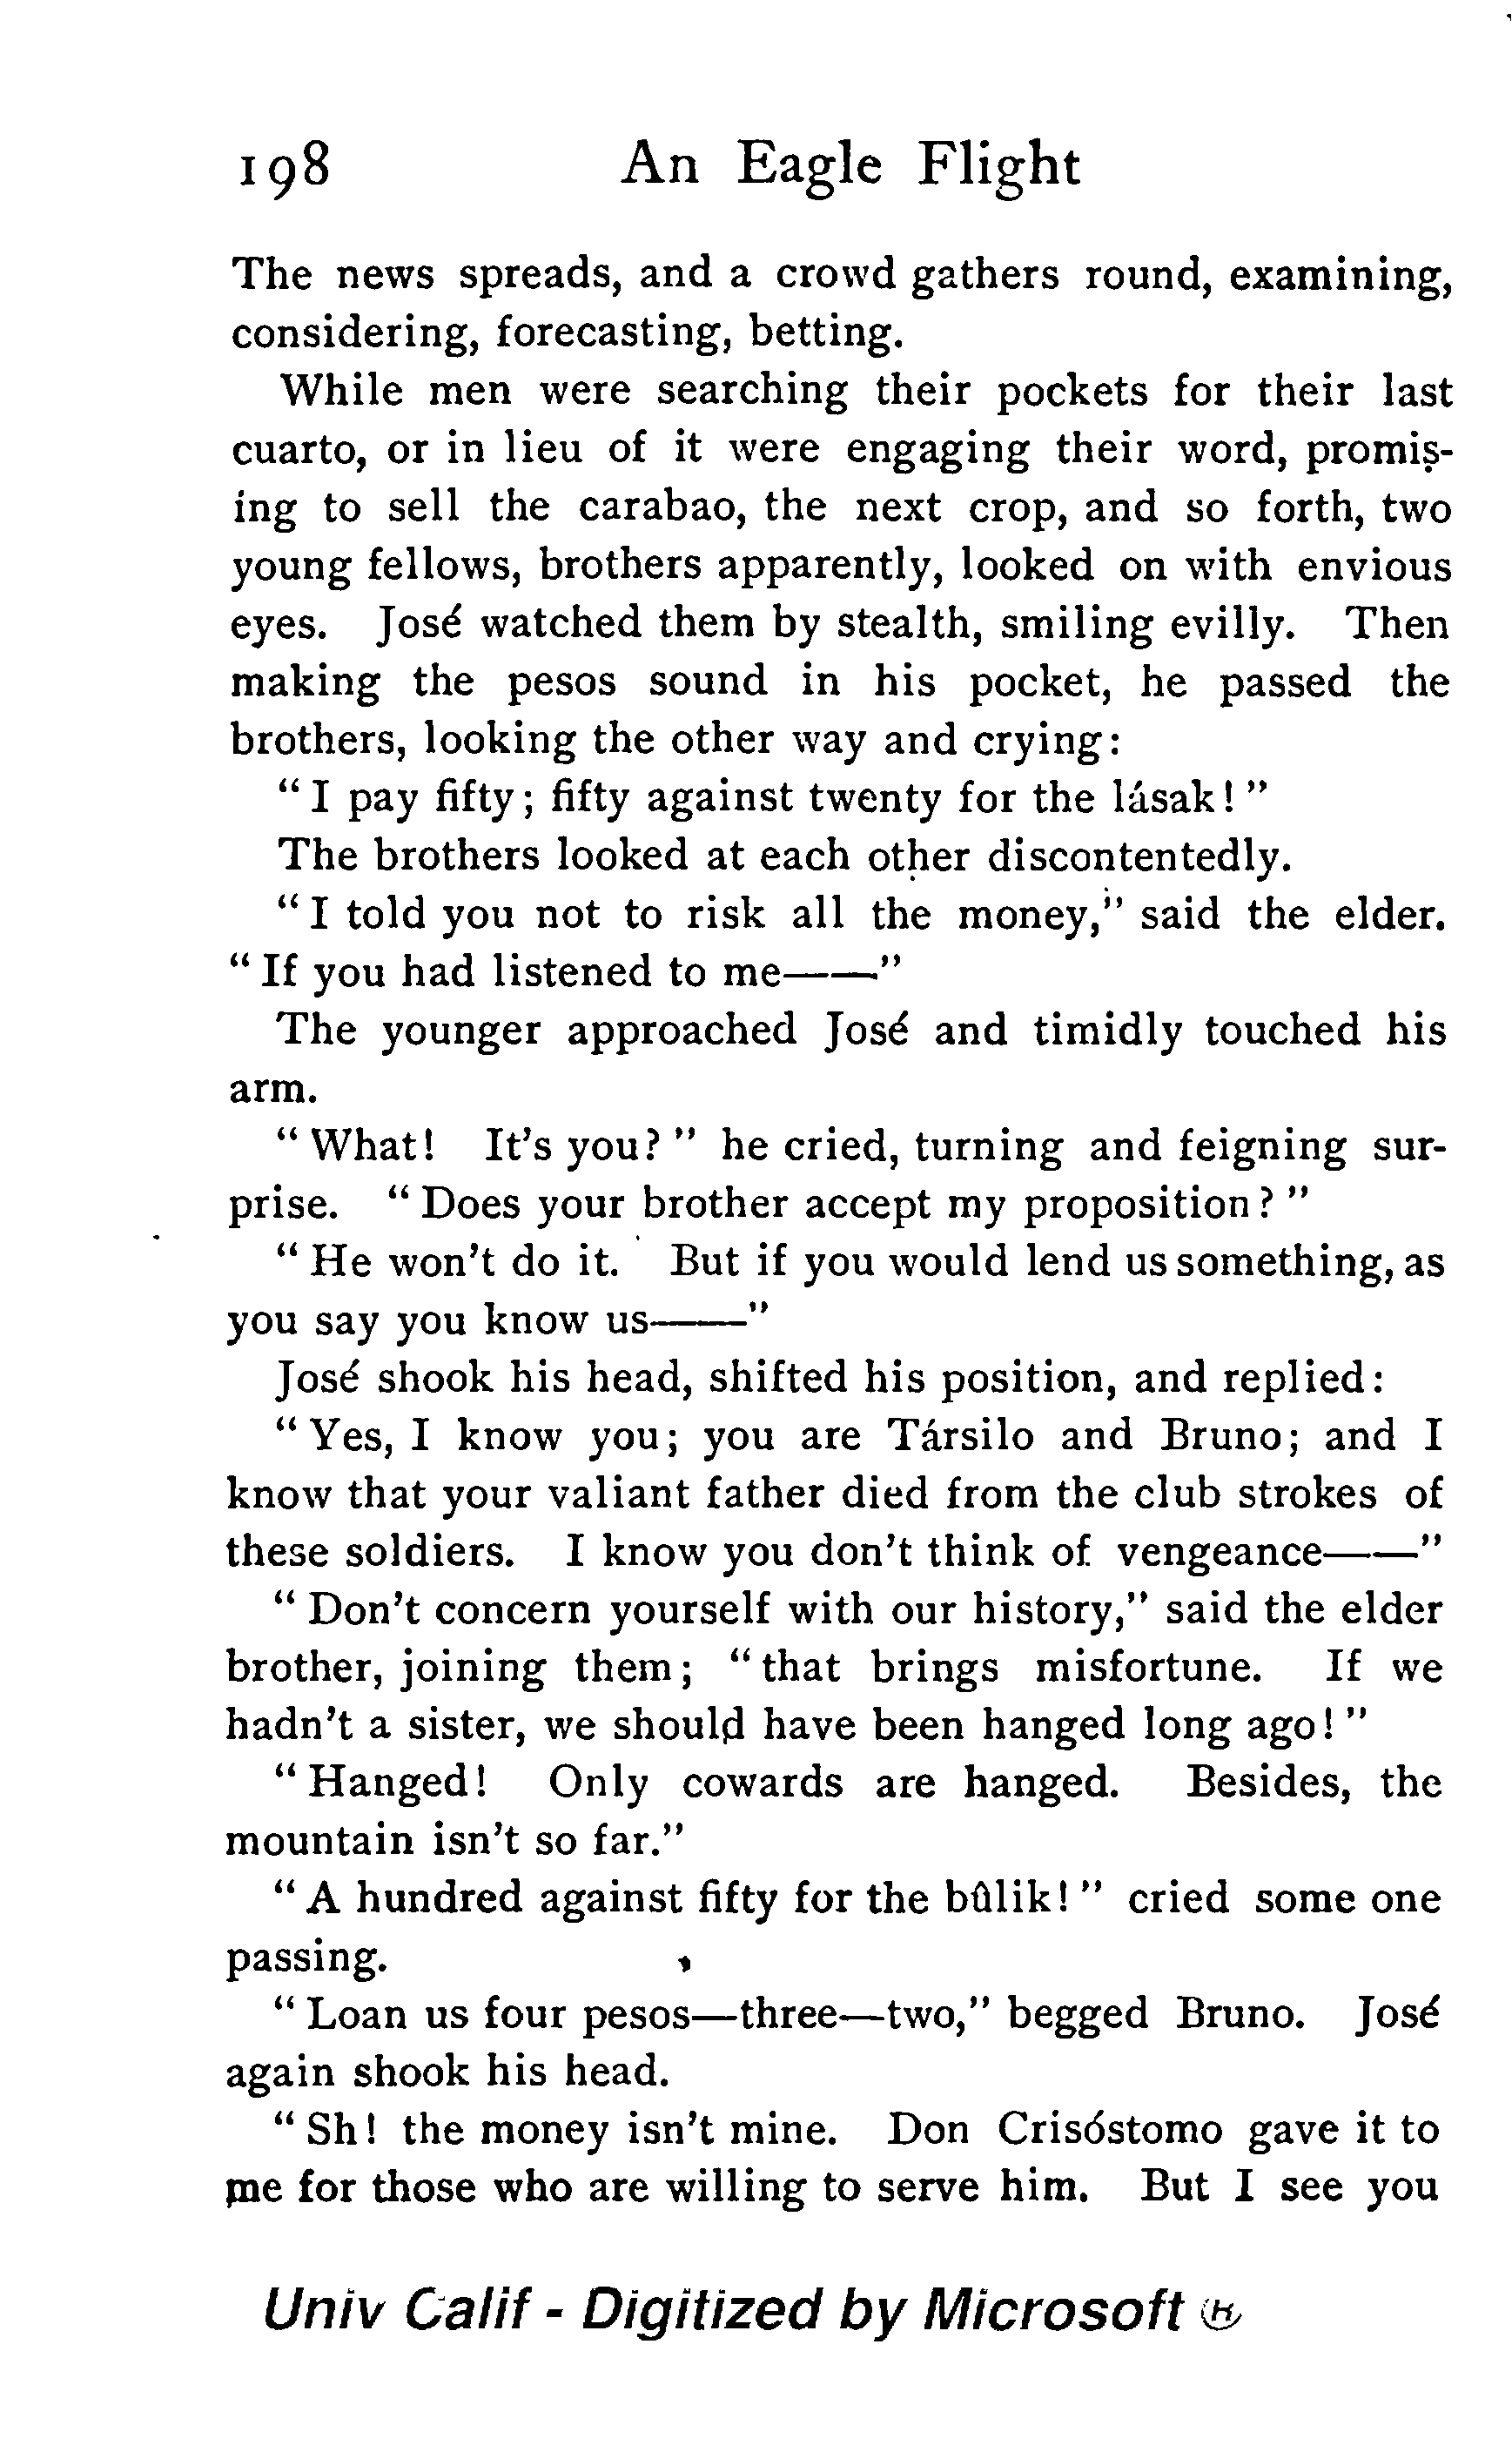 198 An Eagle Flight
The news spreads, and a crowd gathers round, examining,
considering, forecasting, betting.
While men were searching their pockets for their last
cuarto, or in lieu of it were engaging their word, promis-
ing to sell the carabao, the next crop, and so forth, two
young fellows, brothers apparently, looked on with envious
eyes. José watched them by stealth, smiling evilly. Then
making the pesos sound in his pocket, he passed the
brothers, looking the other way and crying:
“ I pay fifty; fifty against twenty for the lásak! ”
The brothers looked at each other discontentedly.
“ I told you not to risk all the money,” said the elder.
“ If you had listened to me——”
The younger approached José and timidly touched his
arm.
“ What! It’s you? ” he cried, turning and feigning sur-
prise. “ Does your brother accept my proposition? ”
“ He won’t do it. But if you would lend us something, as
you say you know us——”
José shook his head, shifted his position, and replied:
“ Yes, I know you; you are Társilo and Bruno; and I
know that your valiant father died from the club strokes of
these soldiers. I know you don’t think of vengeance——”
“ Don’t concern yourself with our history,” said the elder
brother, joining them; “ that brings misfortune. If we
hadn’t a sister, we should have been hanged long ago! ”
“ Hanged! Only cowards are hanged. Besides, the
mountain isn’t so far.”
“ A hundred against fifty for the bûlik! ” cried some one
passing.
“ Loan us four pesos—three—two,” begged Bruno. José
again shook his head.
“ Sh! the money isn’t mine. Don Crisóstomo gave it to
me for those who are willing to serve him. But I see you
Univ Calif - Digitized by Microsoft ®